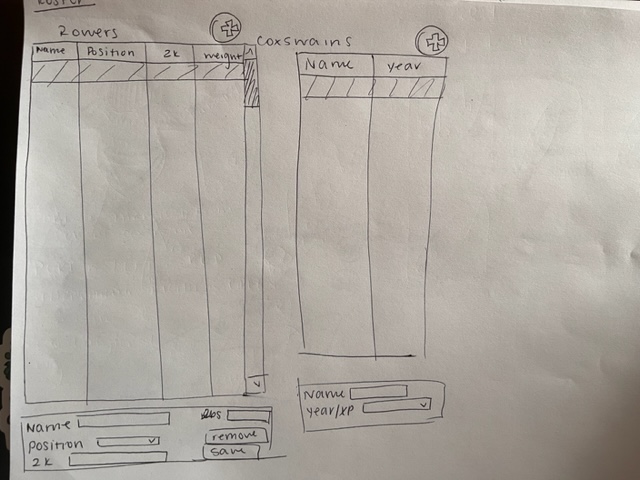 Roster
Rowers
Name Position 2k weight
Coxswains
Name year
Name lbs
Position remove
2k save
Name
year/XP